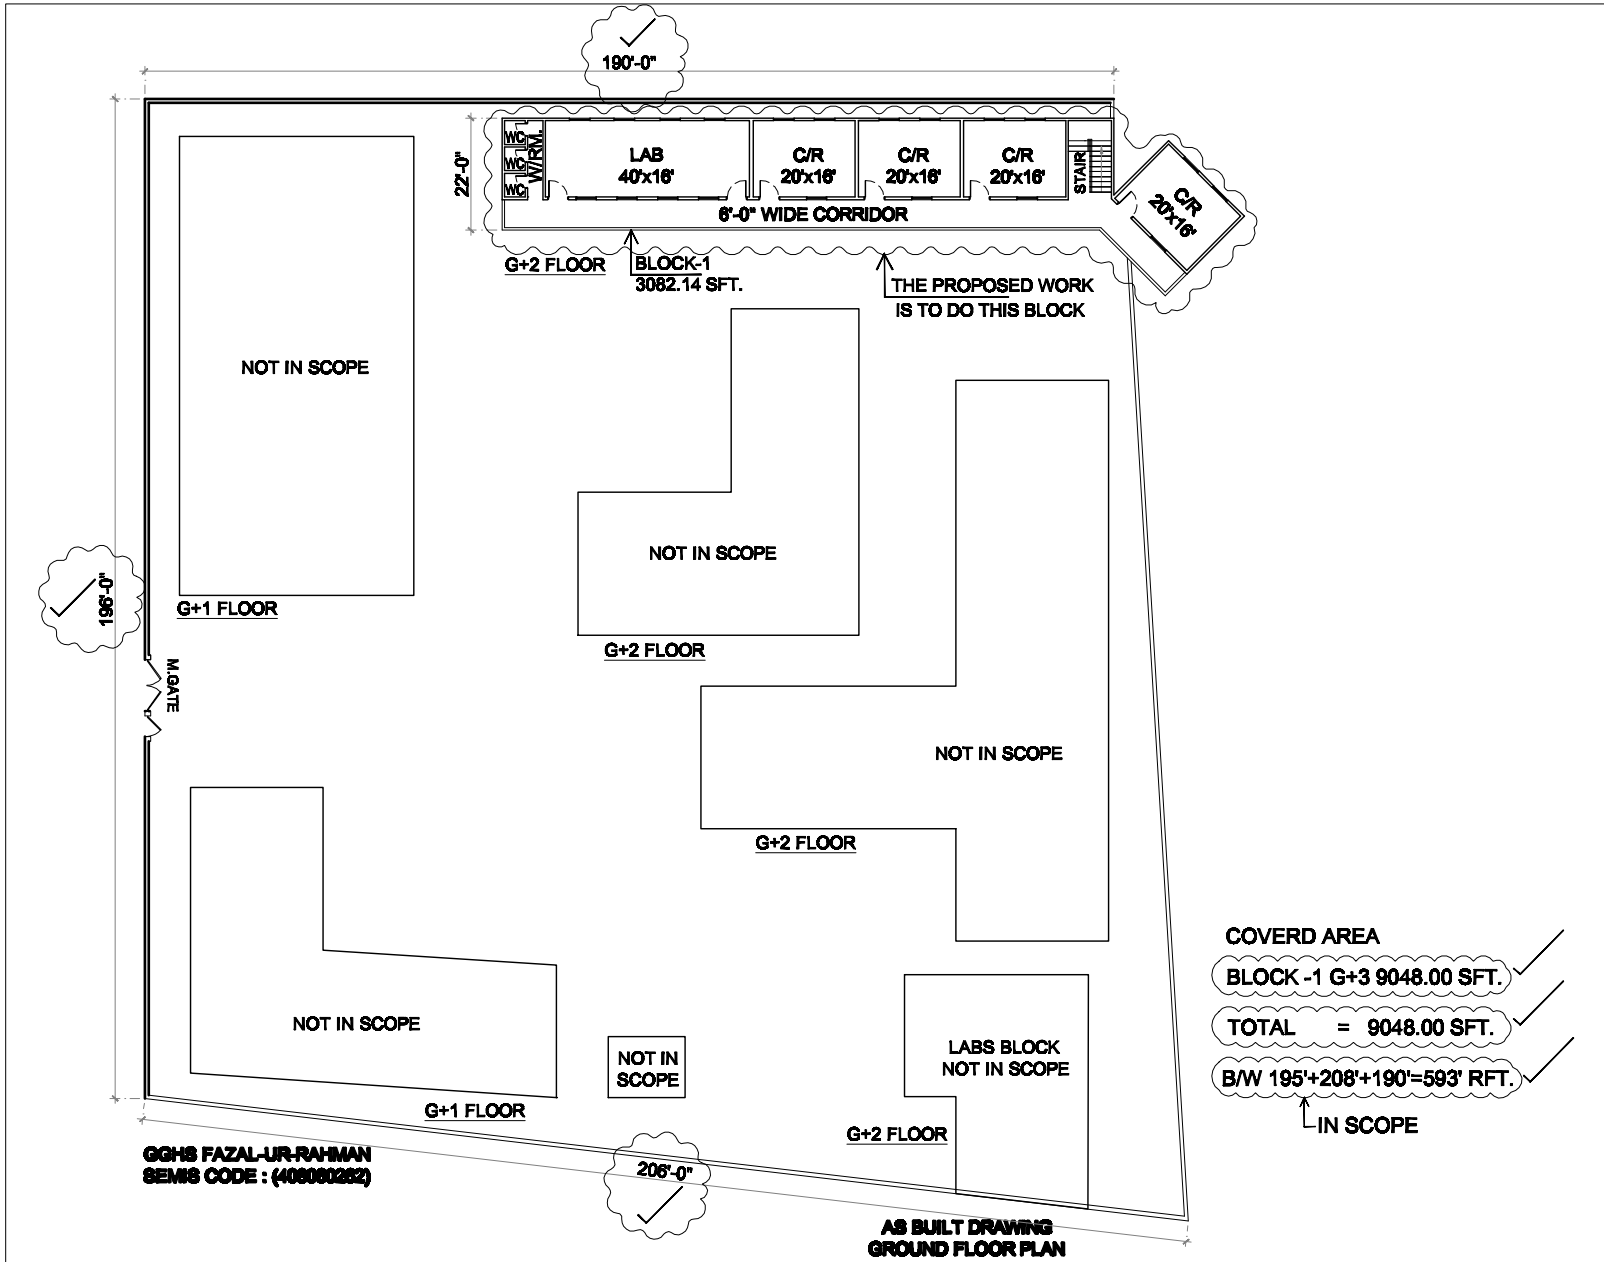 190'-0"
22'-0"
WC
WC
WC
W/RM.
LAB
40'x16'
C/R
20'x16'
C/R
20'x16'
C/R
20'x16'
STAIR
C/R
20'x16'
6'-0" WIDE CORRIDOR
G+2 FLOOR
BLOCK-1
3082.14 SFT.
THE PROPOSED WORK
IS TO DO THIS BLOCK
NOT IN SCOPE
G+1 FLOOR
NOT IN SCOPE
G+2 FLOOR
196'-0"
M.GATE
NOT IN SCOPE
G+2 FLOOR
NOT IN SCOPE
G+1 FLOOR
NOT IN
SCOPE
LABS BLOCK
NOT IN SCOPE
G+2 FLOOR
COVERD AREA
BLOCK -1 G+3 9048.00 SFT.
TOTAL = 9048.00 SFT.
B/W 195'+208'+190'=593' RFT.
IN SCOPE
206'-0"
GGHS FAZAL-UR-RAHMAN
SEMIS CODE : (408060262)
AS BUILT DRAWING
GROUND FLOOR PLAN